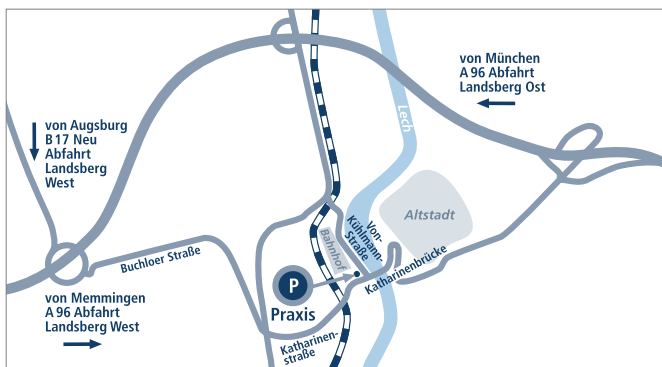 von München
A 96 Abfahrt
Landsberg Ost
Lech
von Augsburg
B 17 Neu
Abfahrt
Landsberg
West
Altstadt
Von-
Kühlmann-
Straße
Bahnhof
Buchloer Straße
Katharinenbrücke
P
Praxis
von Memmingen
A 96 Abfahrt
Landsberg West
Katharinen-
straße